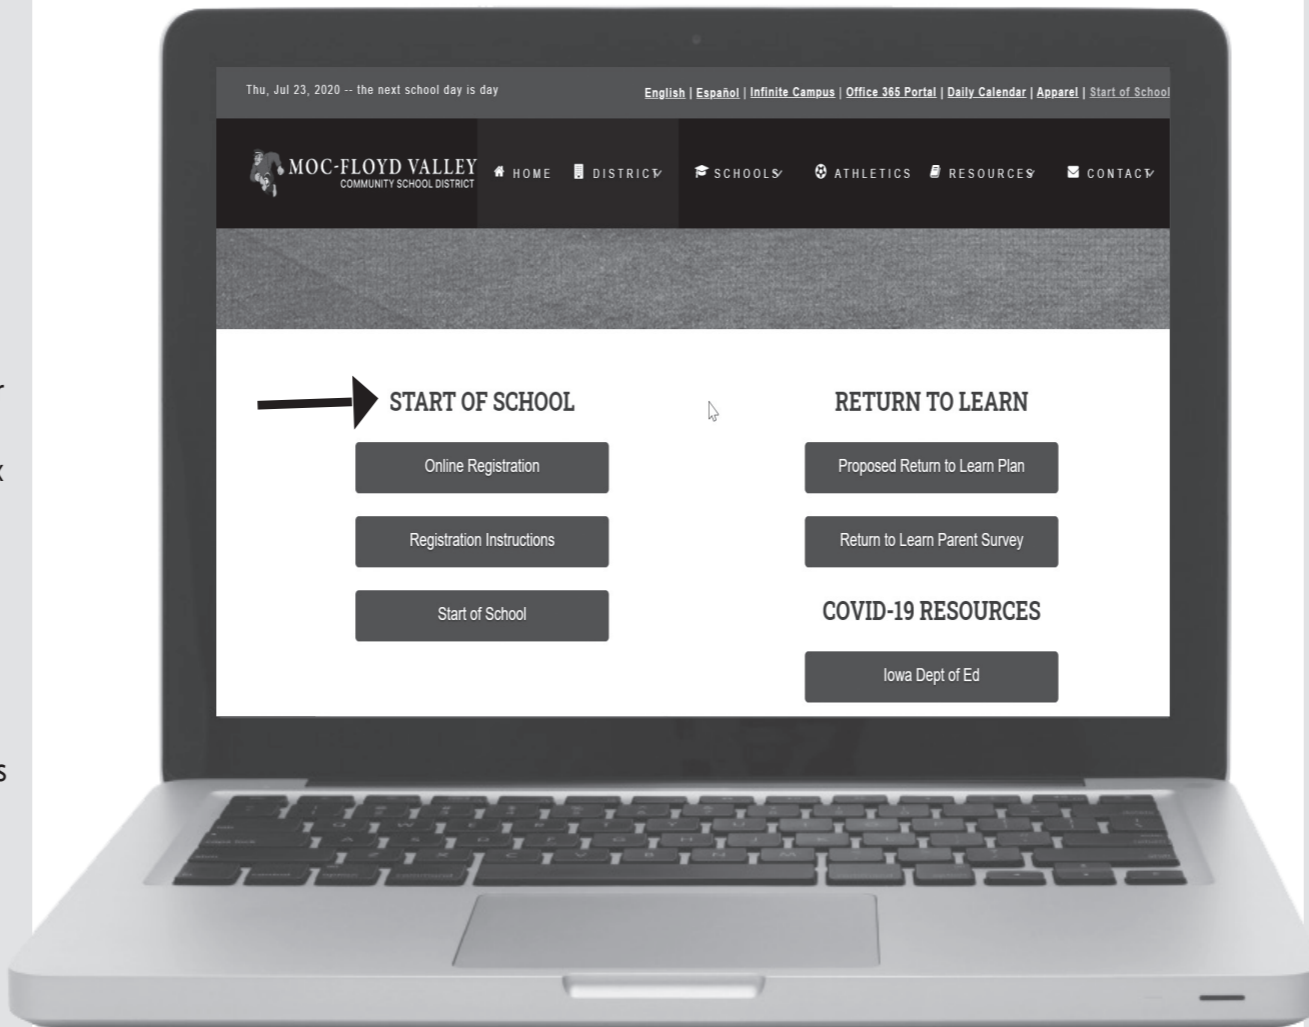 Thu, Jul 23, 2020 -- the next school day is day
English | Español | Infinite Campus | Office 365 Portal | Daily Calendar | Apparel | Start of School
MOC-FLOYD VALLEY
COMMUNITY SCHOOL DISTRICT
HOME DISTRICT SCHOOLS ATHLETICS RESOURCES CONTACT
START OF SCHOOL
Online Registration
Registration Instructions
Start of School
RETURN TO LEARN
Proposed Return to Learn Plan
Return to Learn Parent Survey
COVID-19 RESOURCES
Iowa Dept of Ed